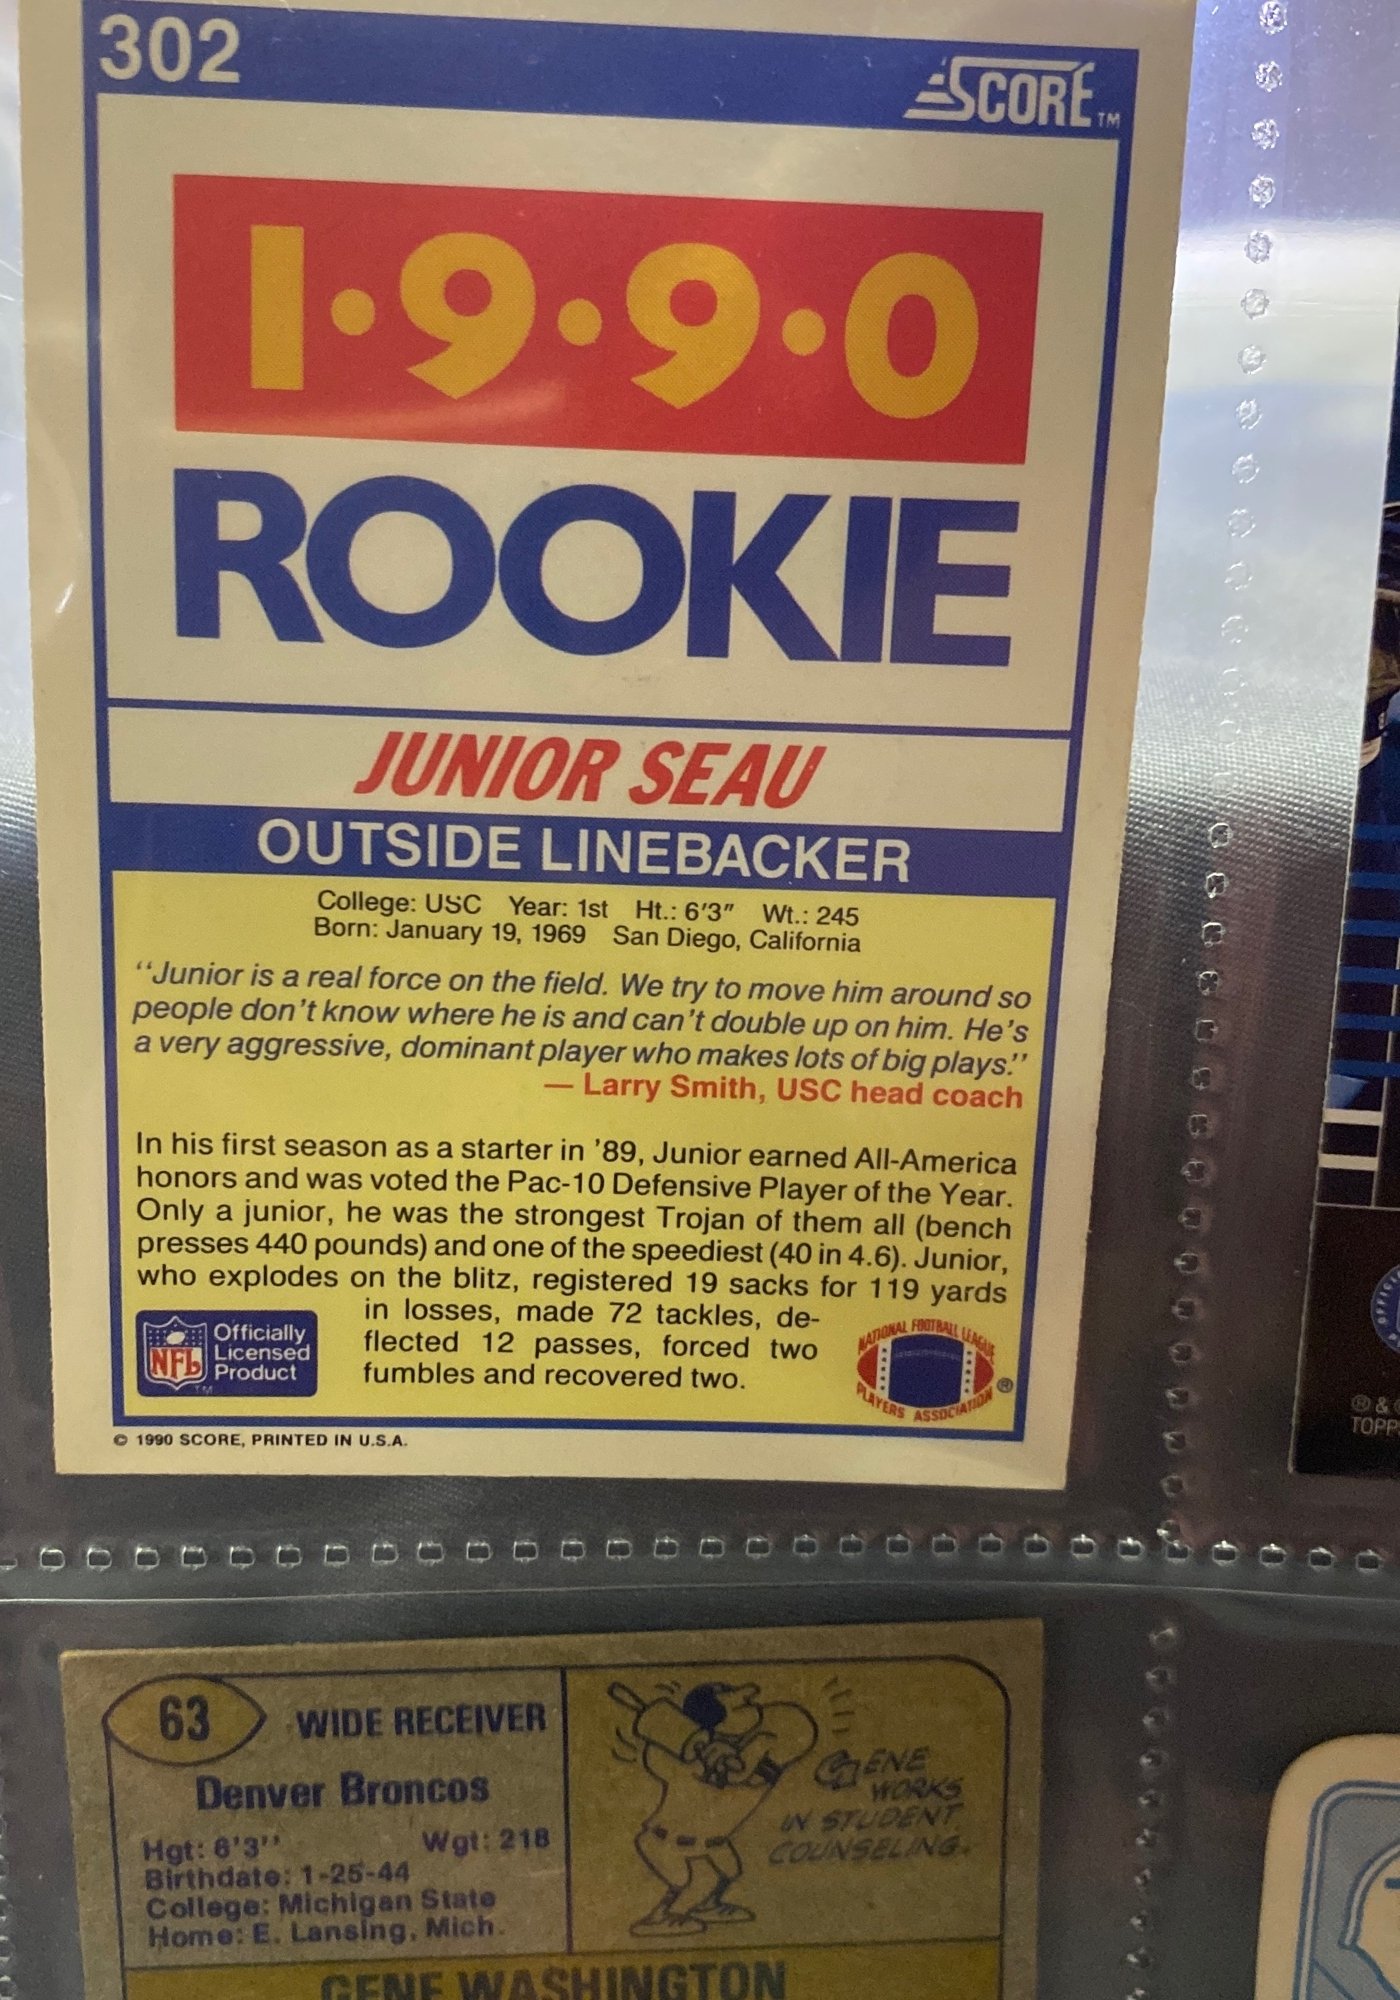 302
SCORE™
1·9·9·0
ROOKIE
JUNIOR SEAU
OUTSIDE LINEBACKER
College: USC Year: 1st Ht.: 6'3" Wt.: 245
Born: January 19, 1969 San Diego, California
"Junior is a real force on the field. We try to move him around so
people don't know where he is and can't double up on him. He's
a very aggressive, dominant player who makes lots of big plays."
— Larry Smith, USC head coach
In his first season as a starter in '89, Junior earned All-America
honors and was voted the Pac-10 Defensive Player of the Year.
Only a junior, he was the strongest Trojan of them all (bench
presses 440 pounds) and one of the speediest (40 in 4.6). Junior,
who explodes on the blitz, registered 19 sacks for 119 yards
in losses, made 72 tackles, de-
flected 12 passes, forced two
fumbles and recovered two.
NFL
TM
Officially
Licensed
Product
NATIONAL FOOTBALL LEAGUE
PLAYERS ASSOCIATION
®
© 1990 SCORE, PRINTED IN U.S.A.
® &
TOPP
63
WIDE RECEIVER
Denver Broncos
Hgt: 6'3" Wgt: 218
Birthdate: 1-25-44
College: Michigan State
Home: E. Lansing, Mich.
GENE
WORKS
IN STUDENT
COUNSELING.
GENE WASHINGTON